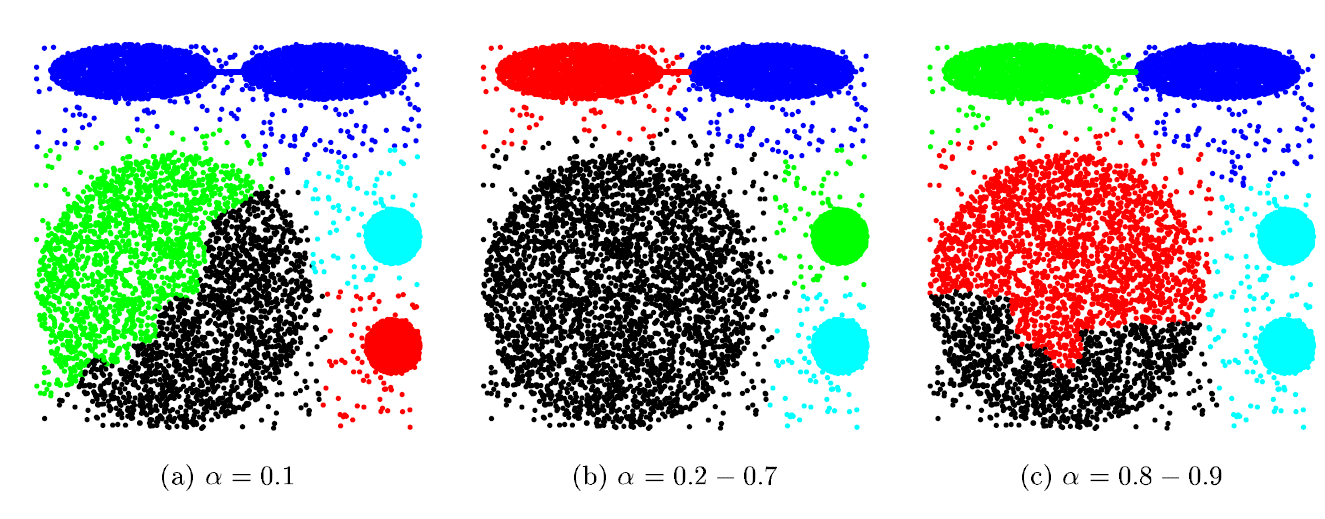 (a) α = 0.1
(b) α = 0.2 − 0.7
(c) α = 0.8 − 0.9